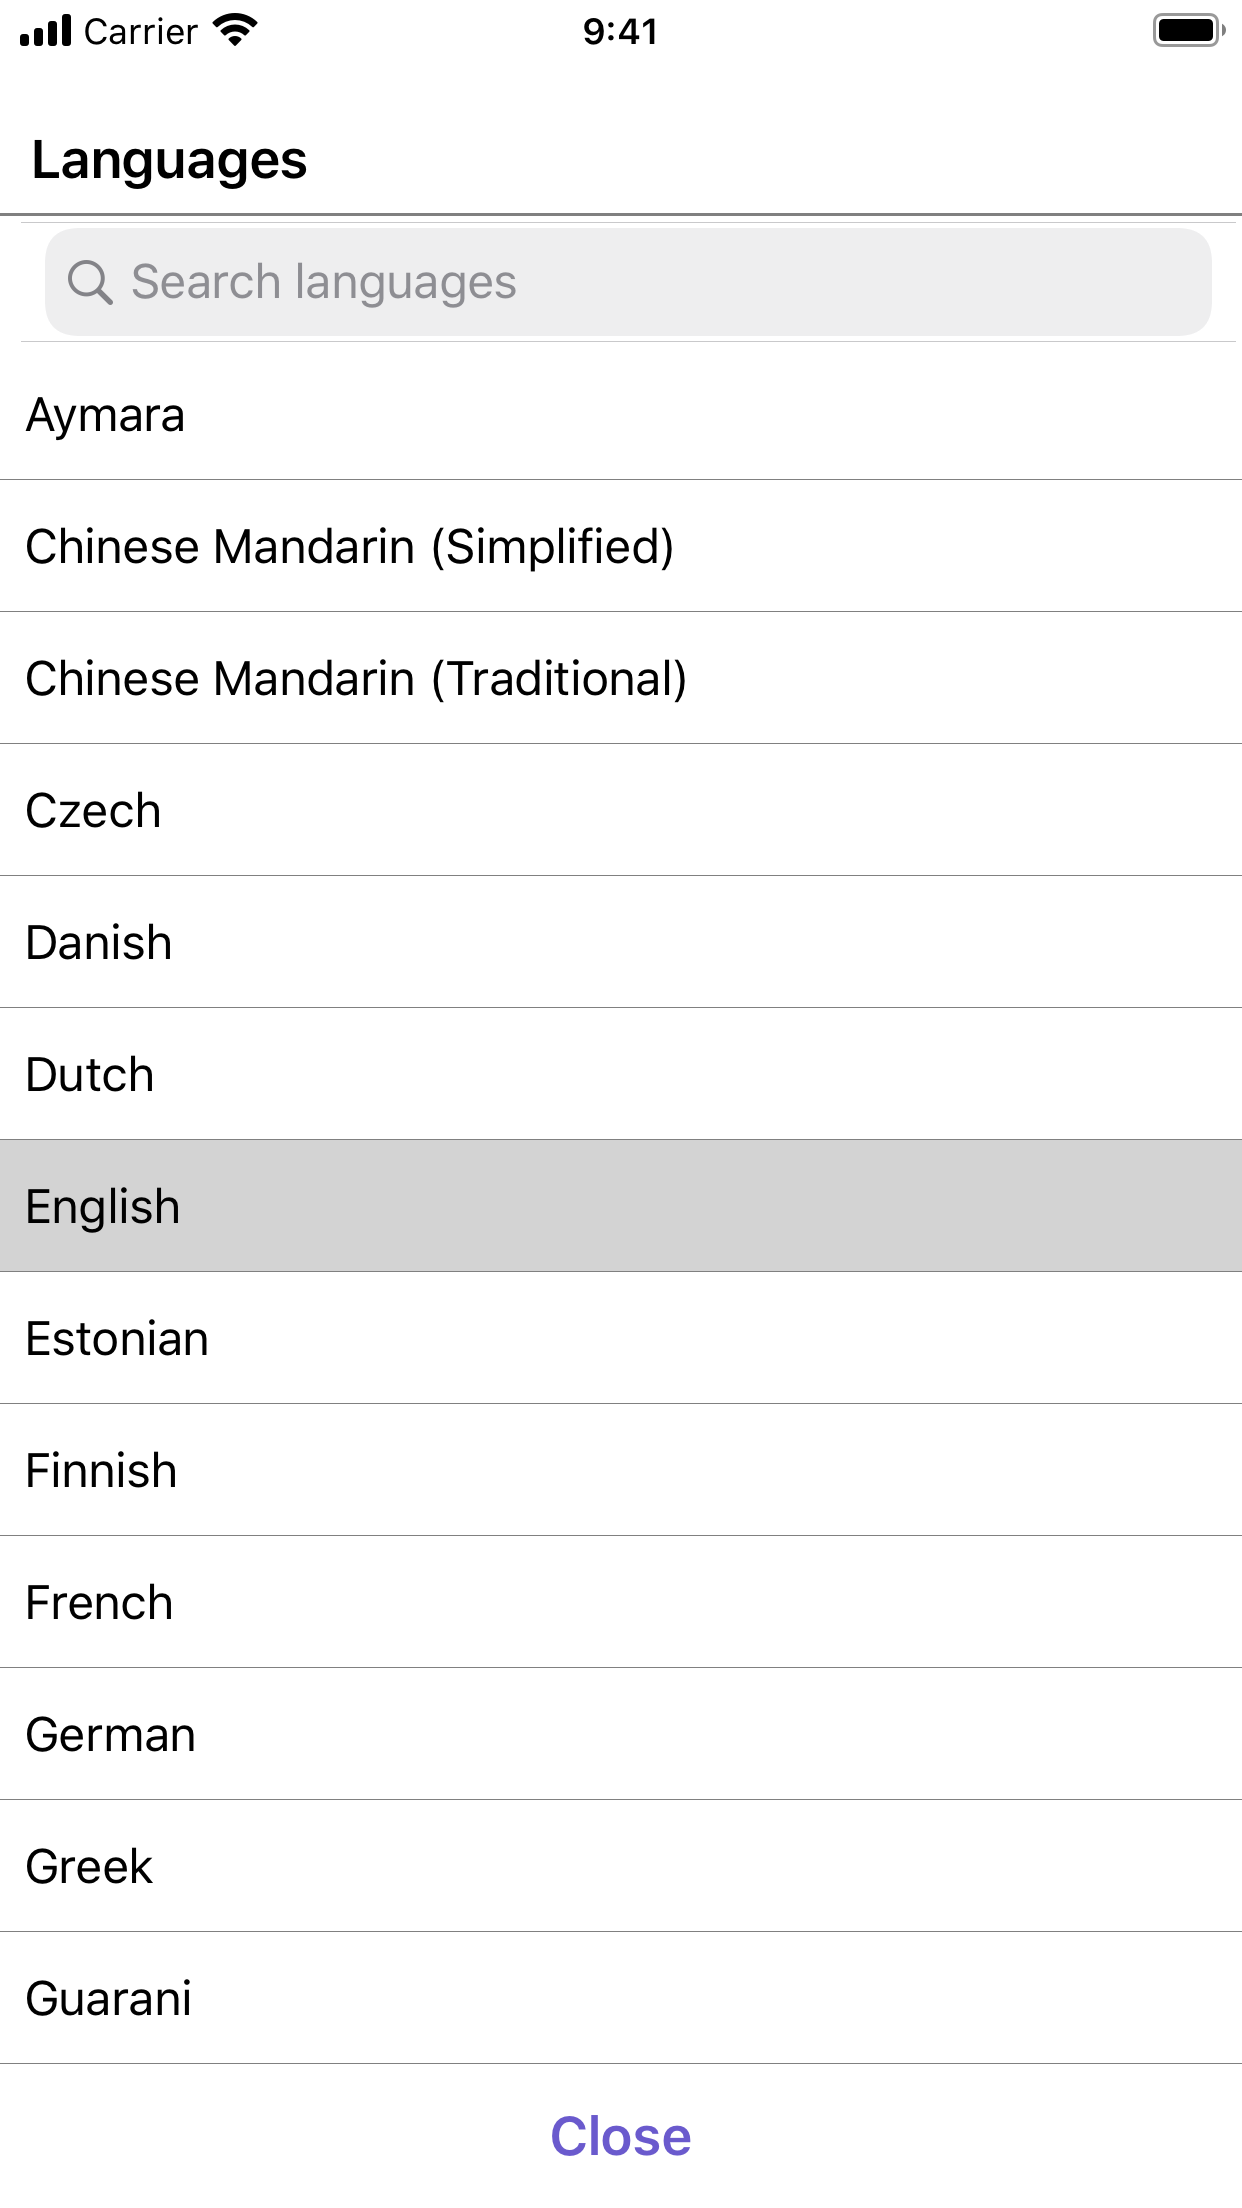 Carrier 9:41
Languages
Search languages
Aymara
Chinese Mandarin (Simplified)
Chinese Mandarin (Traditional)
Czech
Danish
Dutch
English
Estonian
Finnish
French
German
Greek
Guarani
Close